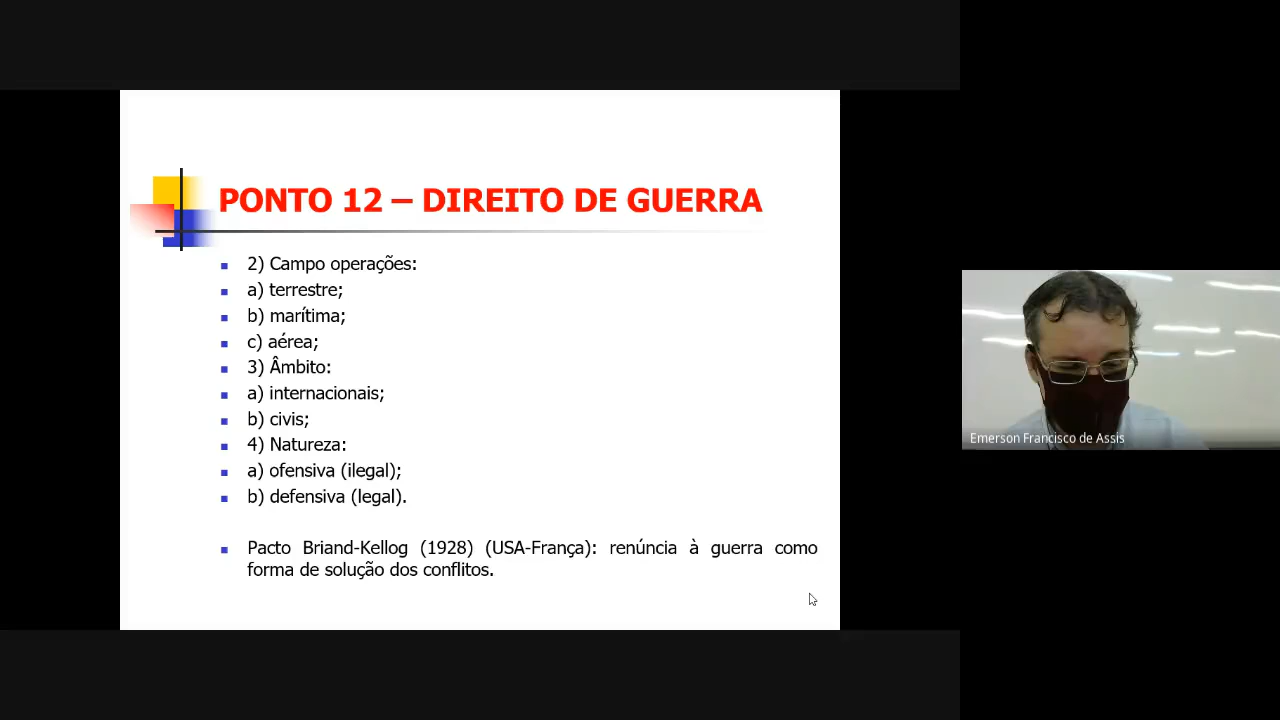 PONTO 12 – DIREITO DE GUERRA
2) Campo operações:
a) terrestre;
b) marítima;
c) aérea;
3) Âmbito:
a) internacionais;
b) civis;
4) Natureza:
a) ofensiva (ilegal);
b) defensiva (legal).
Pacto Briand-Kellog (1928) (USA-França): renúncia à guerra como
forma de solução dos conflitos.
Emerson Francisco de Assis